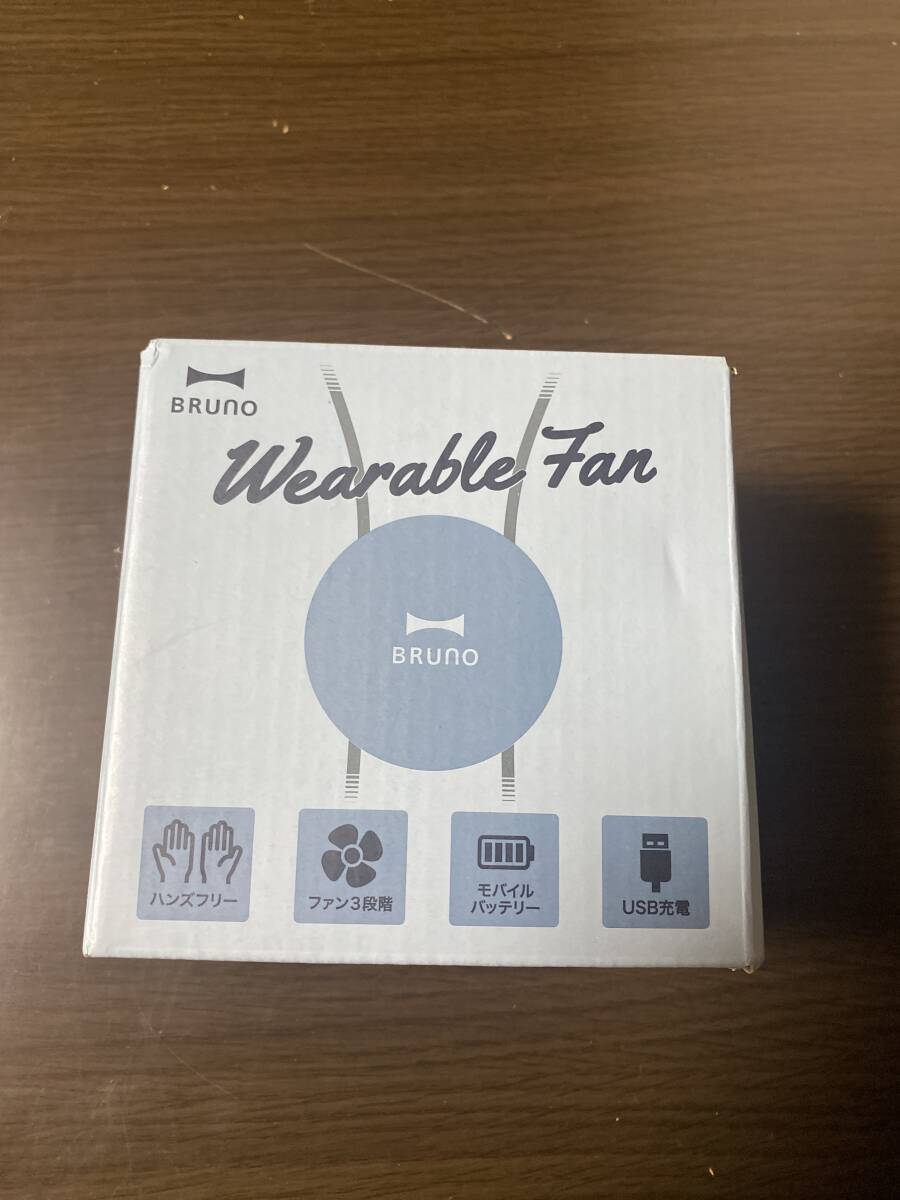 BRUNO
Wearable Fan
BRUNO
ハンズフリー
ファン3段階
モバイル
バッテリー
USB充電